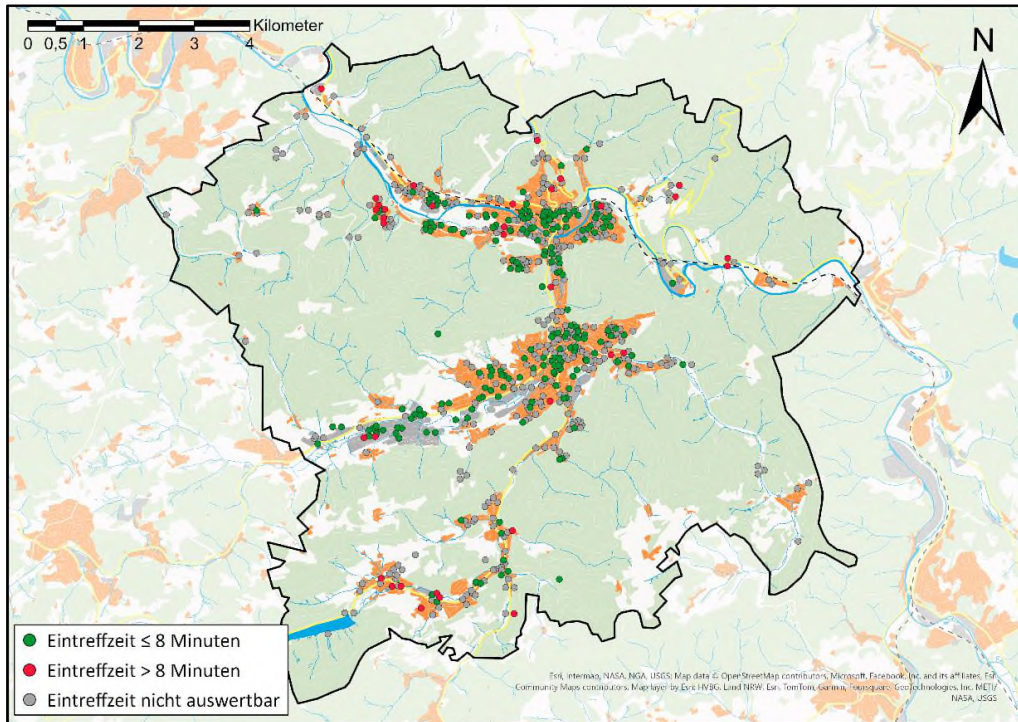 Kilometer
0 0,5 1 2 3 4
N
Eintreffzeit ≤ 8 Minuten
Eintreffzeit > 8 Minuten
Eintreffzeit nicht auswertbar
Esri, Intermap, NASA, NGA, USGS; Map data © OpenStreetMap contributors, Microsoft, Facebook, Inc. and its affiliates, Esri
Community Maps contributors, Map layer by Esri; HVBG, Land NRW, Esri, TomTom, Garmin, Foursquare, GeoTechnologies, Inc, METI/
NASA, USGS